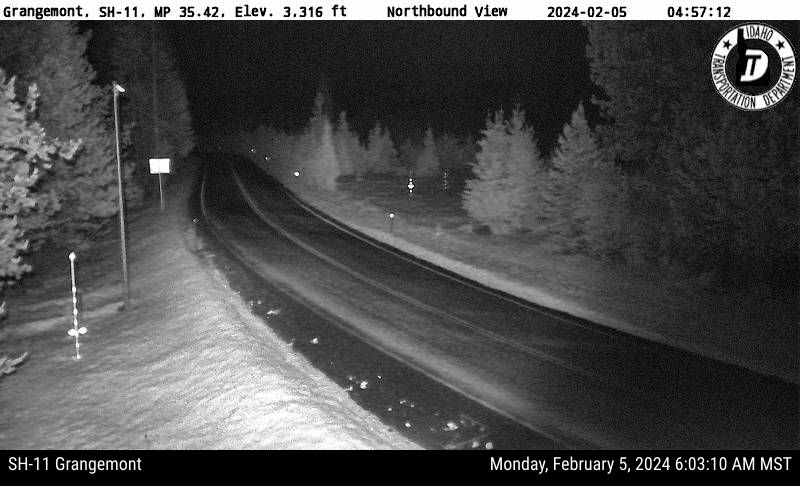 Grangemont, SH-11, MP 35.42, Elev. 3,316 ft Northbound View 2024-02-05 04:57:12
IDAHO
TRANSPORTATION DEPARTMENT
SH-11 Grangemont Monday, February 5, 2024 6:03:10 AM MST